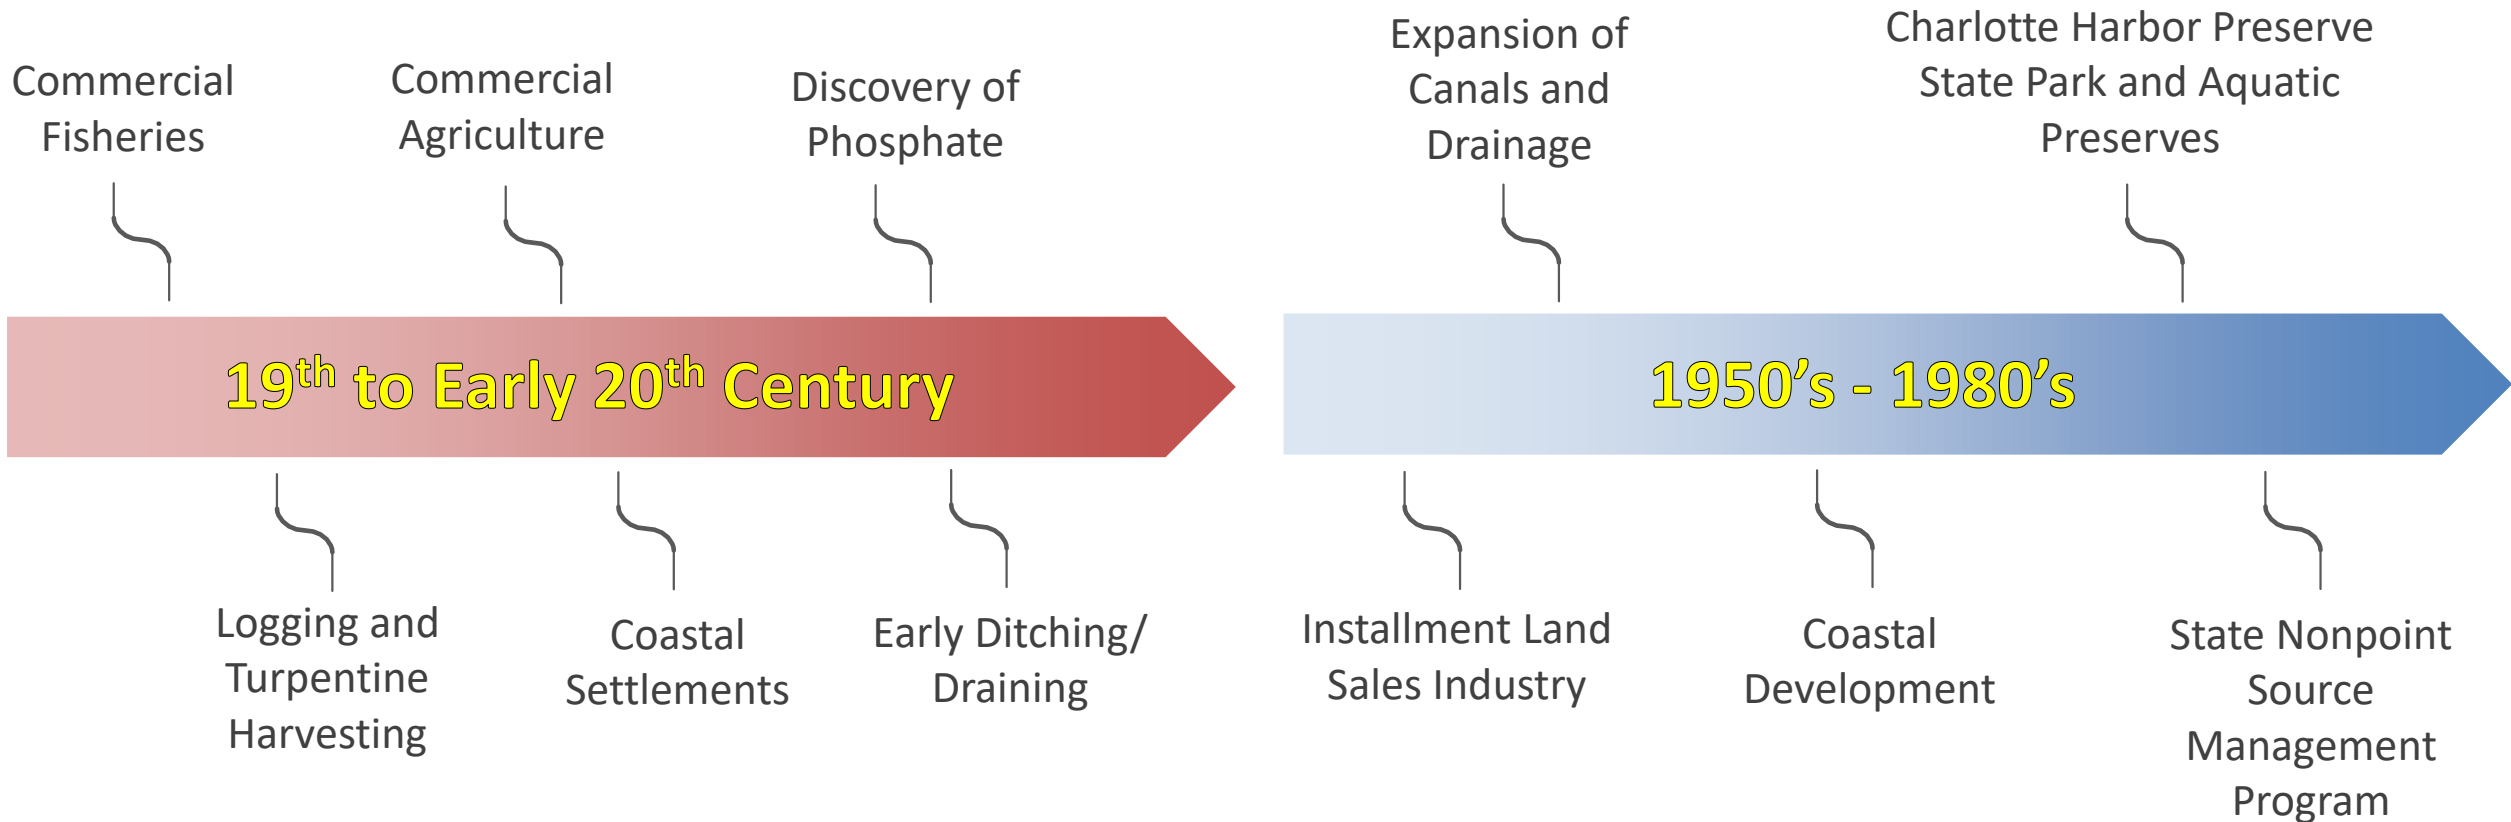 Commercial
Fisheries
Commercial
Agriculture
Discovery of
Phosphate
Expansion of
Canals and
Drainage
Charlotte Harbor Preserve
State Park and Aquatic
Preserves
19th to Early 20th Century
1950’s - 1980’s
Logging and
Turpentine
Harvesting
Coastal
Settlements
Early Ditching/
Draining
Installment Land
Sales Industry
Coastal
Development
State Nonpoint
Source
Management
Program